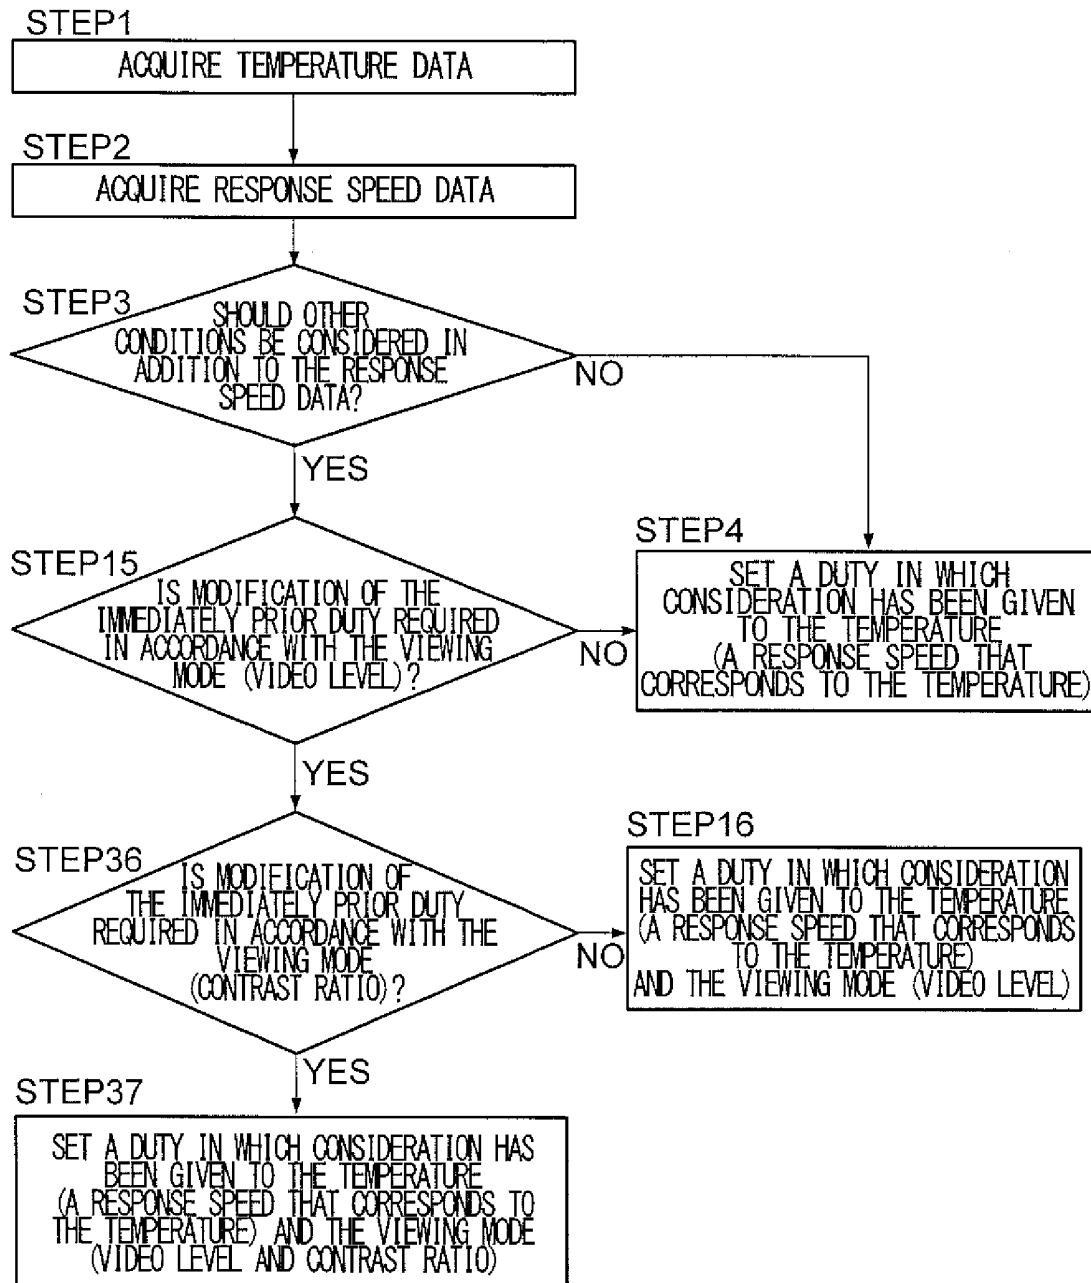 STEP1
ACQUIRE TEMPERATURE DATA
STEP2
ACQUIRE RESPONSE SPEED DATA
STEP3
SHOULD OTHER
CONDITIONS BE CONSIDERED IN
ADDITION TO THE RESPONSE
SPEED DATA?
NO
YES
STEP4
SET A DUTY IN WHICH
CONSIDERATION HAS BEEN GIVEN
TO THE TEMPERATURE
(A RESPONSE SPEED THAT
CORRESPONDS TO THE TEMPERATURE)
STEP15
IS MODIFICATION OF THE
IMMEDIATELY PRIOR DUTY REQUIRED
IN ACCORDANCE WITH THE VIEWING
MODE (VIDEO LEVEL)?
NO
YES
STEP16
SET A DUTY IN WHICH CONSIDERATION
HAS BEEN GIVEN TO THE TEMPERATURE
(A RESPONSE SPEED THAT CORRESPONDS
TO THE TEMPERATURE)
AND THE VIEWING MODE (VIDEO LEVEL)
STEP36
IS MODIFICATION OF
THE IMMEDIATELY PRIOR DUTY
REQUIRED IN ACCORDANCE WITH THE
VIEWING MODE
(CONTRAST RATIO)?
NO
YES
STEP37
SET A DUTY IN WHICH CONSIDERATION HAS
BEEN GIVEN TO THE TEMPERATURE
(A RESPONSE SPEED THAT CORRESPONDS TO
THE TEMPERATURE) AND THE VIEWING MODE
(VIDEO LEVEL AND CONTRAST RATIO)